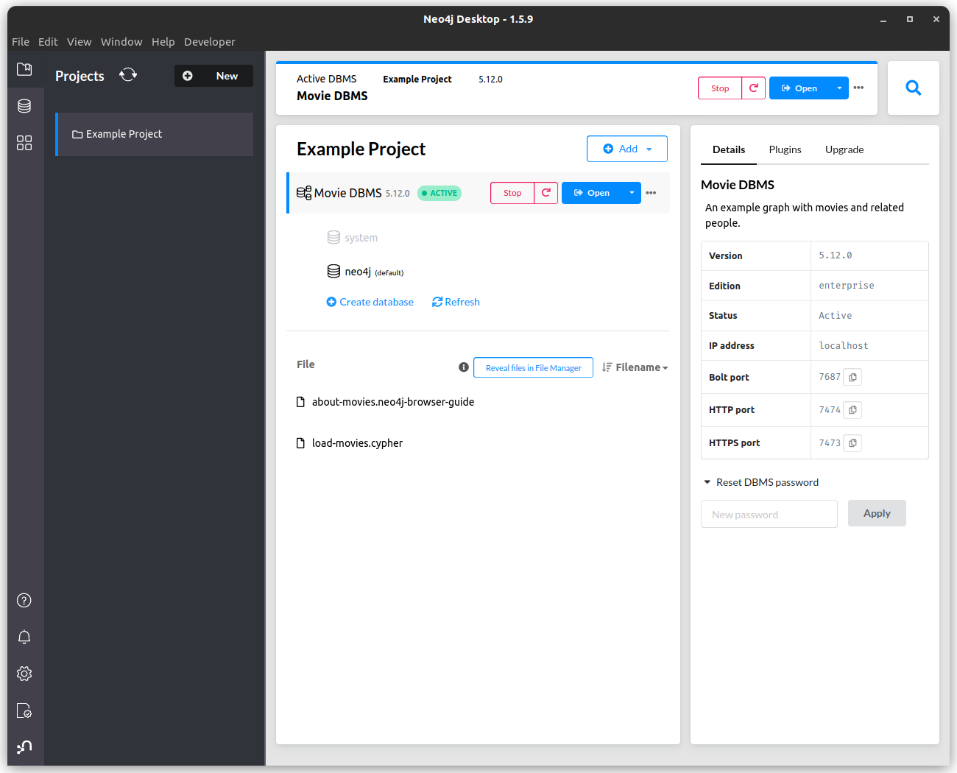 Neo4j Desktop - 1.5.9
File Edit View Window Help Developer
Projects
New
Example Project
Active DBMS Example Project 5.12.0
Movie DBMS
Stop
Open
Example Project
Add
Movie DBMS 5.12.0 ACTIVE Stop Open
system
neo4j (default)
Create database Refresh
File
Reveal files in File Manager
Filename
about-movies.neo4j-browser-guide
load-movies.cypher
Details Plugins Upgrade
Movie DBMS
An example graph with movies and related
people.
Version 5.12.0
Edition enterprise
Status Active
IP address localhost
Bolt port 7687
HTTP port 7474
HTTPS port 7473
Reset DBMS password
New password
Apply